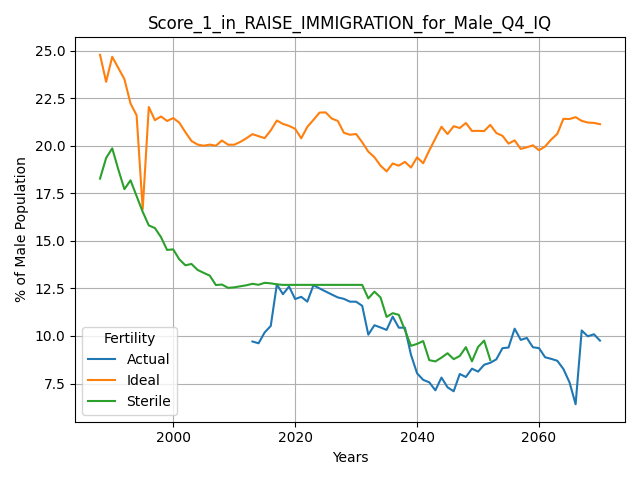 Score_1_in_RAISE_IMMIGRATION_for_Male_Q4_IQ
25.0
22.5
20.0
17.5
15.0
12.5
10.0
7.5
% of Male Population
Fertility
Actual
Ideal
Sterile
2000
2020
2040
2060
Years